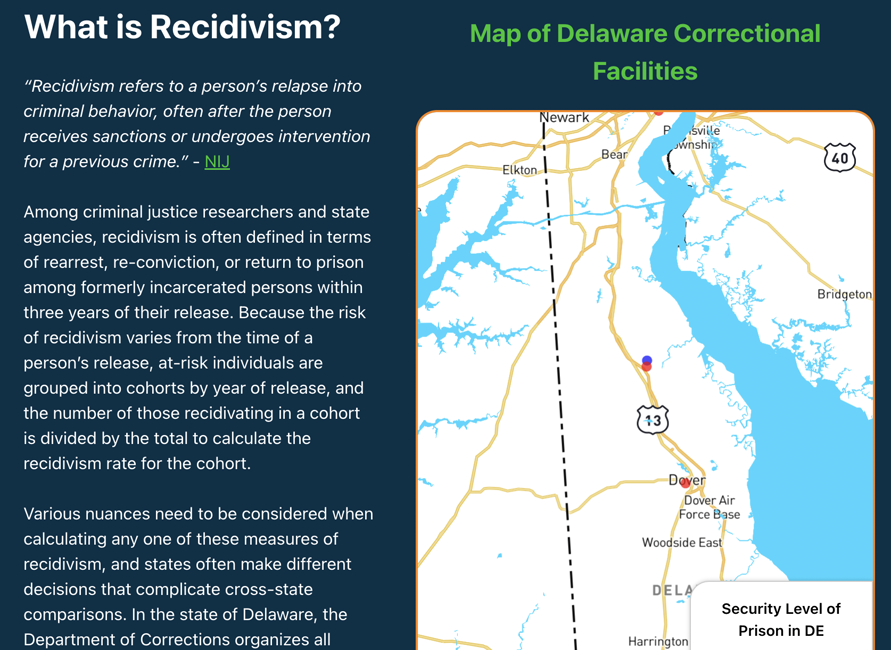 What is Recidivism?
“Recidivism refers to a person’s relapse into
criminal behavior, often after the person
receives sanctions or undergoes intervention
for a previous crime.” - NIJ
Among criminal justice researchers and state
agencies, recidivism is often defined in terms
of rearrest, re-conviction, or return to prison
among formerly incarcerated persons within
three years of their release. Because the risk
of recidivism varies from the time of a
person’s release, at-risk individuals are
grouped into cohorts by year of release, and
the number of those recidivating in a cohort
is divided by the total to calculate the
recidivism rate for the cohort.
Various nuances need to be considered when
calculating any one of these measures of
recidivism, and states often make different
decisions that complicate cross-state
comparisons. In the state of Delaware, the
Department of Corrections organizes all
Map of Delaware Correctional
Facilities
Newark
Bear
Elkton
40
Bridgeton
13
Dover
Dover Air
Force Base
Woodside East
DELA
Harrington
Security Level of
Prison in DE